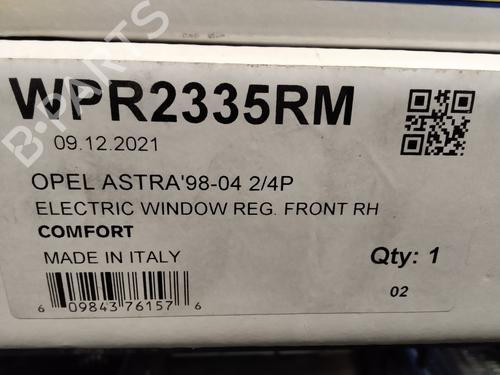 WPR2335RM
09.12.2021
OPEL ASTRA'98-04 2/4P
ELECTRIC WINDOW REG. FRONT RH
COMFORT
MADE IN ITALY
Qty: 1
6 09843 76157 6
02
B-PARTS